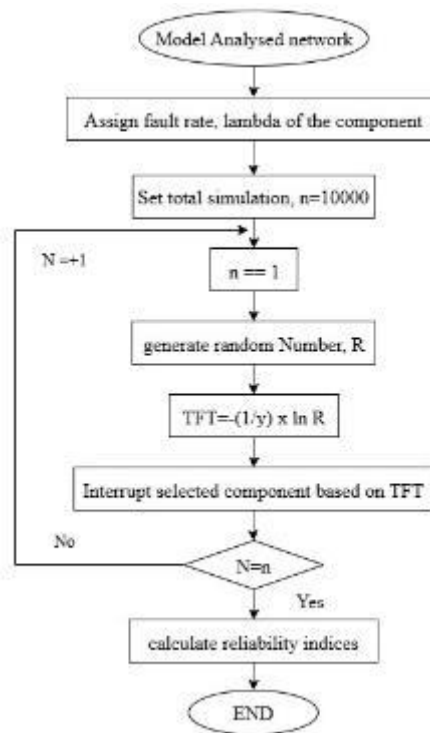 Model Analysed network
Assign fault rate, lambda of the component
Set total simulation, n=10000
N =+1
n == 1
generate random Number, R
TFT=-(1/y) x ln R
Interrupt selected component based on TFT
No
N=n
Yes
calculate reliability indices
END